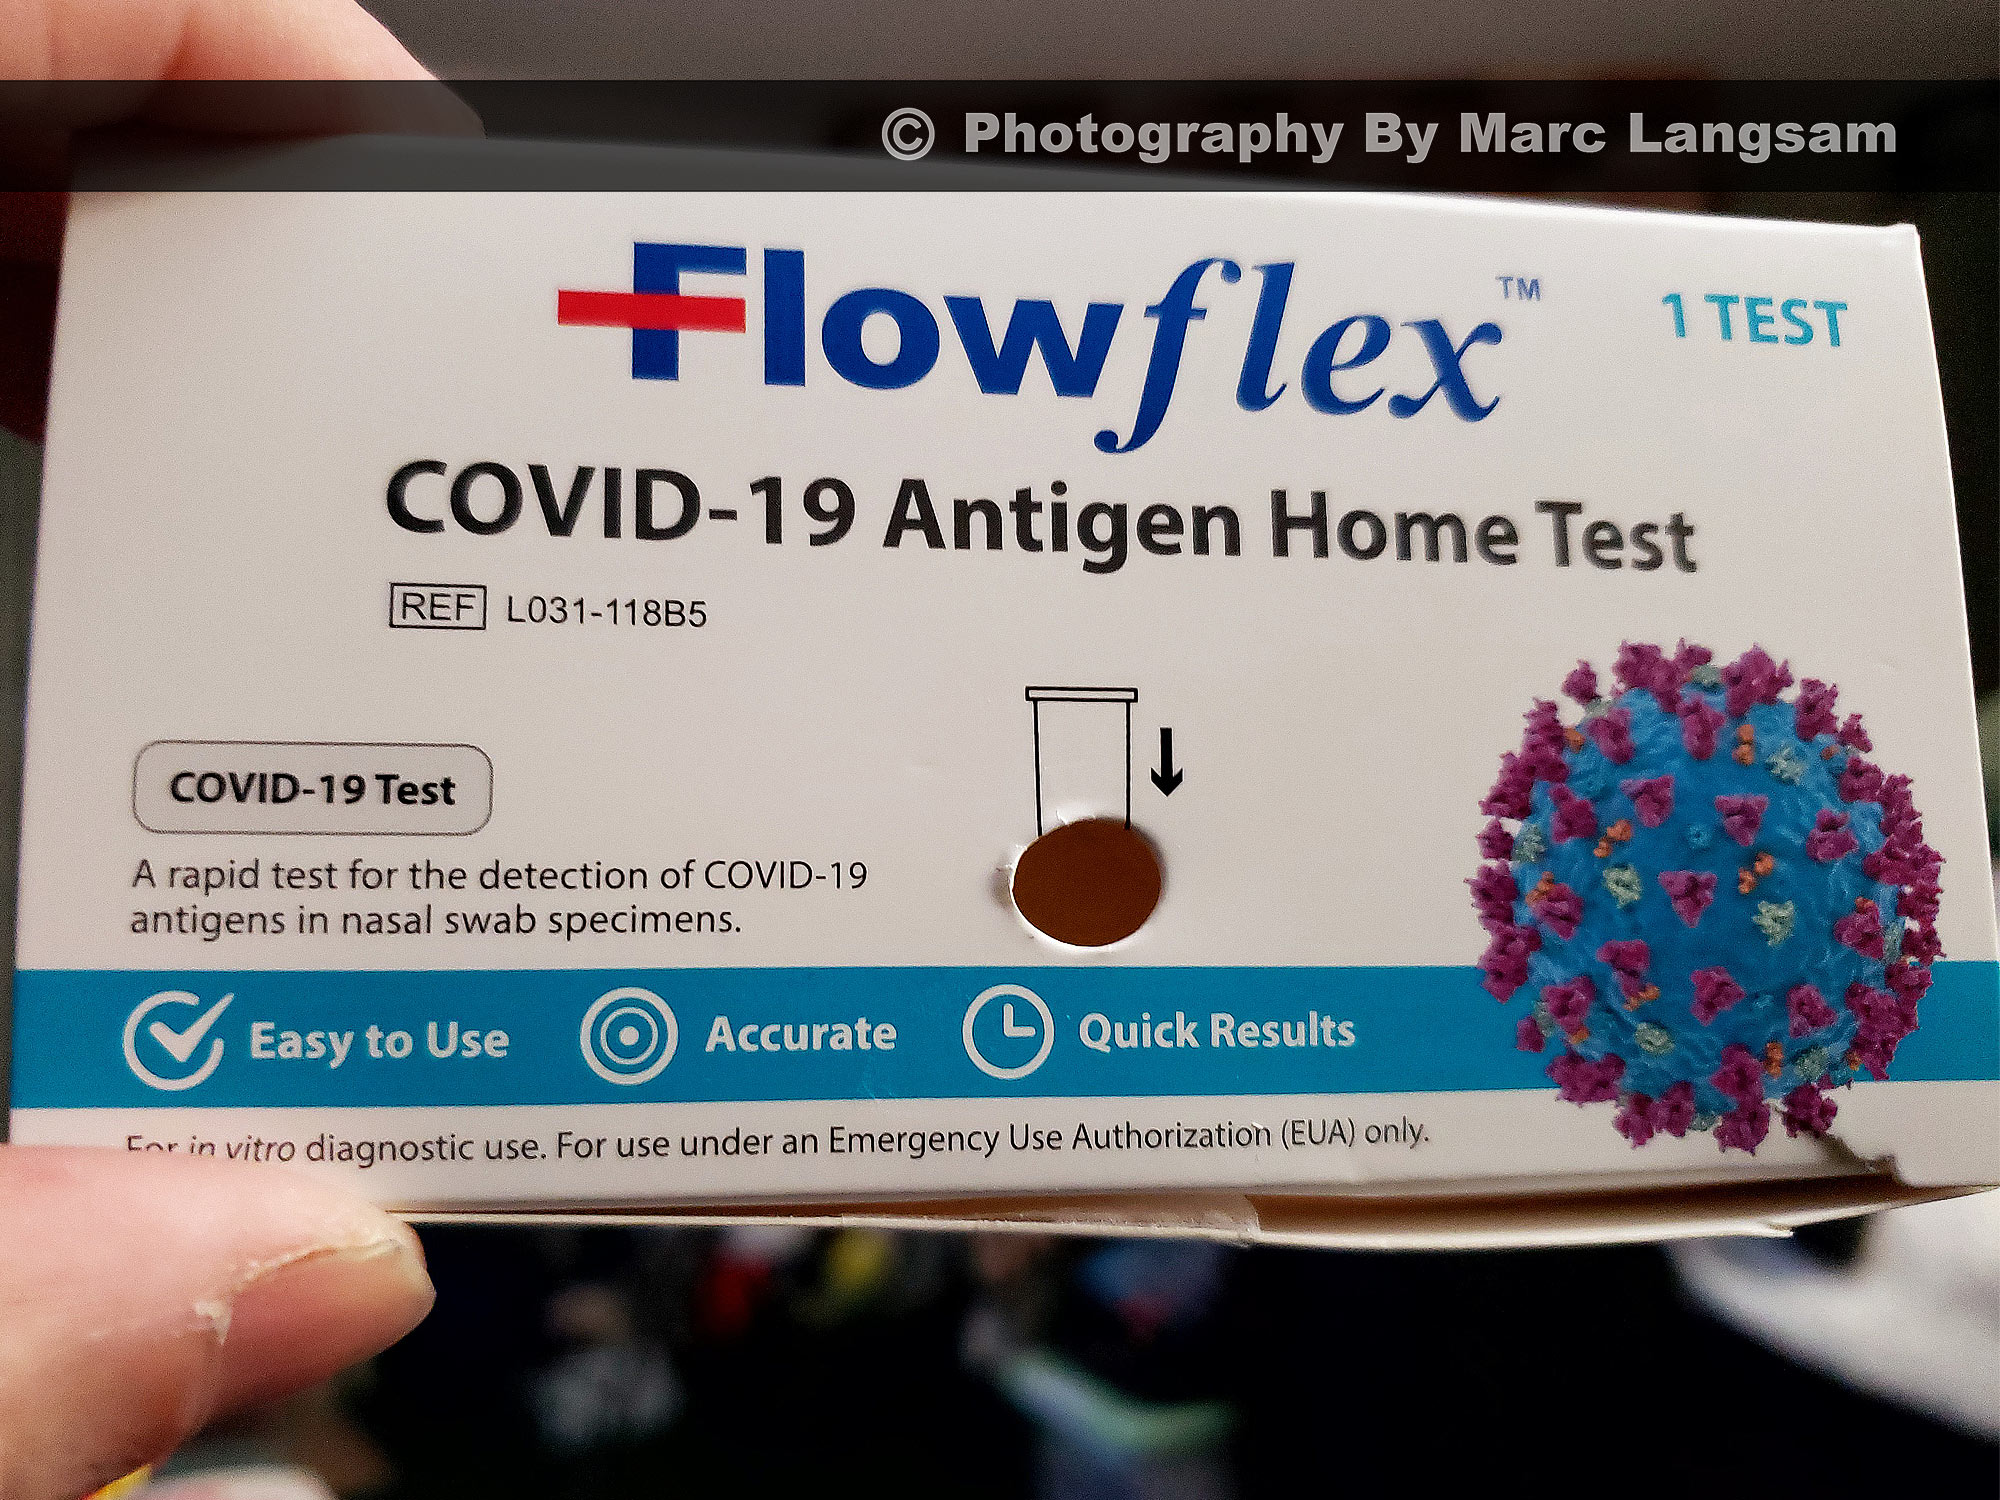 © Photography By Marc Langsam
Flowflex™
1 TEST
COVID-19 Antigen Home Test
REF L031-118B5
COVID-19 Test
A rapid test for the detection of COVID-19
antigens in nasal swab specimens.
Easy to Use Accurate Quick Results
For in vitro diagnostic use. For use under an Emergency Use Authorization (EUA) only.